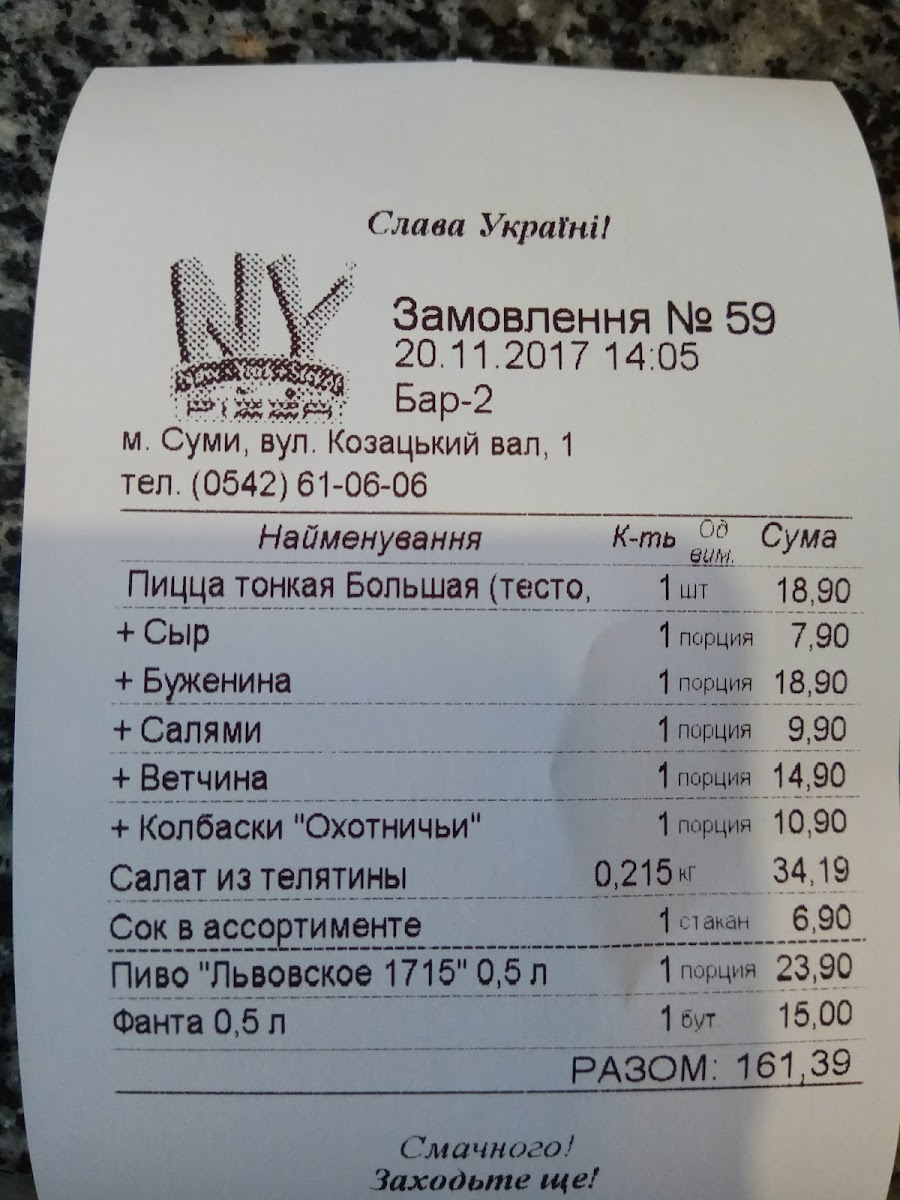 Слава Україні!
NY
Замовлення № 59
20.11.2017 14:05
Бар-2
м. Суми, вул. Козацький вал, 1
тел. (0542) 61-06-06
Найменування К-ть Од вим. Сума
Пицца тонкая Большая (тесто, 1 шт 18,90
+ Сыр 1 порция 7,90
+ Буженина 1 порция 18,90
+ Салями 1 порция 9,90
+ Ветчина 1 порция 14,90
+ Колбаски "Охотничьи" 1 порция 10,90
Салат из телятины 0,215 кг 34,19
Сок в ассортименте 1 стакан 6,90
Пиво "Львовское 1715" 0,5 л 1 порция 23,90
Фанта 0,5 л 1 бут 15,00
РАЗОМ: 161,39
Смачного!
Заходьте ще!